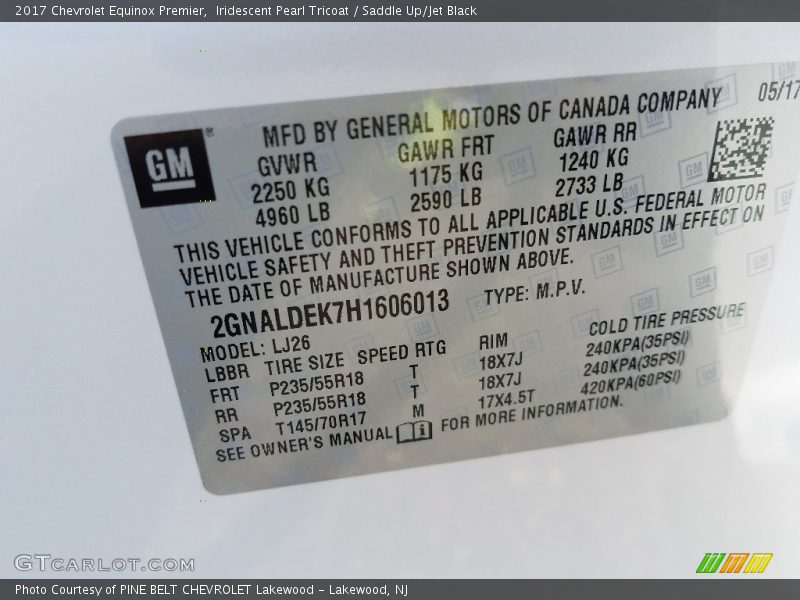 2017 Chevrolet Equinox Premier,  Iridescent Pearl Tricoat / Saddle Up/Jet Black
GM
MFD BY GENERAL MOTORS OF CANADA COMPANY 05/17
GVWR GAWR FRT GAWR RR
2250 KG 1175 KG 1240 KG
4960 LB 2590 LB 2733 LB
THIS VEHICLE CONFORMS TO ALL APPLICABLE U.S. FEDERAL MOTOR
VEHICLE SAFETY AND THEFT PREVENTION STANDARDS IN EFFECT ON
THE DATE OF MANUFACTURE SHOWN ABOVE.
2GNALDEK7H1606013 TYPE: M.P.V.
MODEL: LJ26
LBBR TIRE SIZE SPEED RTG RIM COLD TIRE PRESSURE
FRT P235/55R18 T 18X7J 240KPA(35PSI)
RR P235/55R18 T 18X7J 240KPA(35PSI)
SPA T145/70R17 M 17X4.5T 420KPA(60PSI)
SEE OWNER'S MANUAL FOR MORE INFORMATION.
GTCARLOT.COM
Photo Courtesy of PINE BELT CHEVROLET Lakewood - Lakewood, NJ